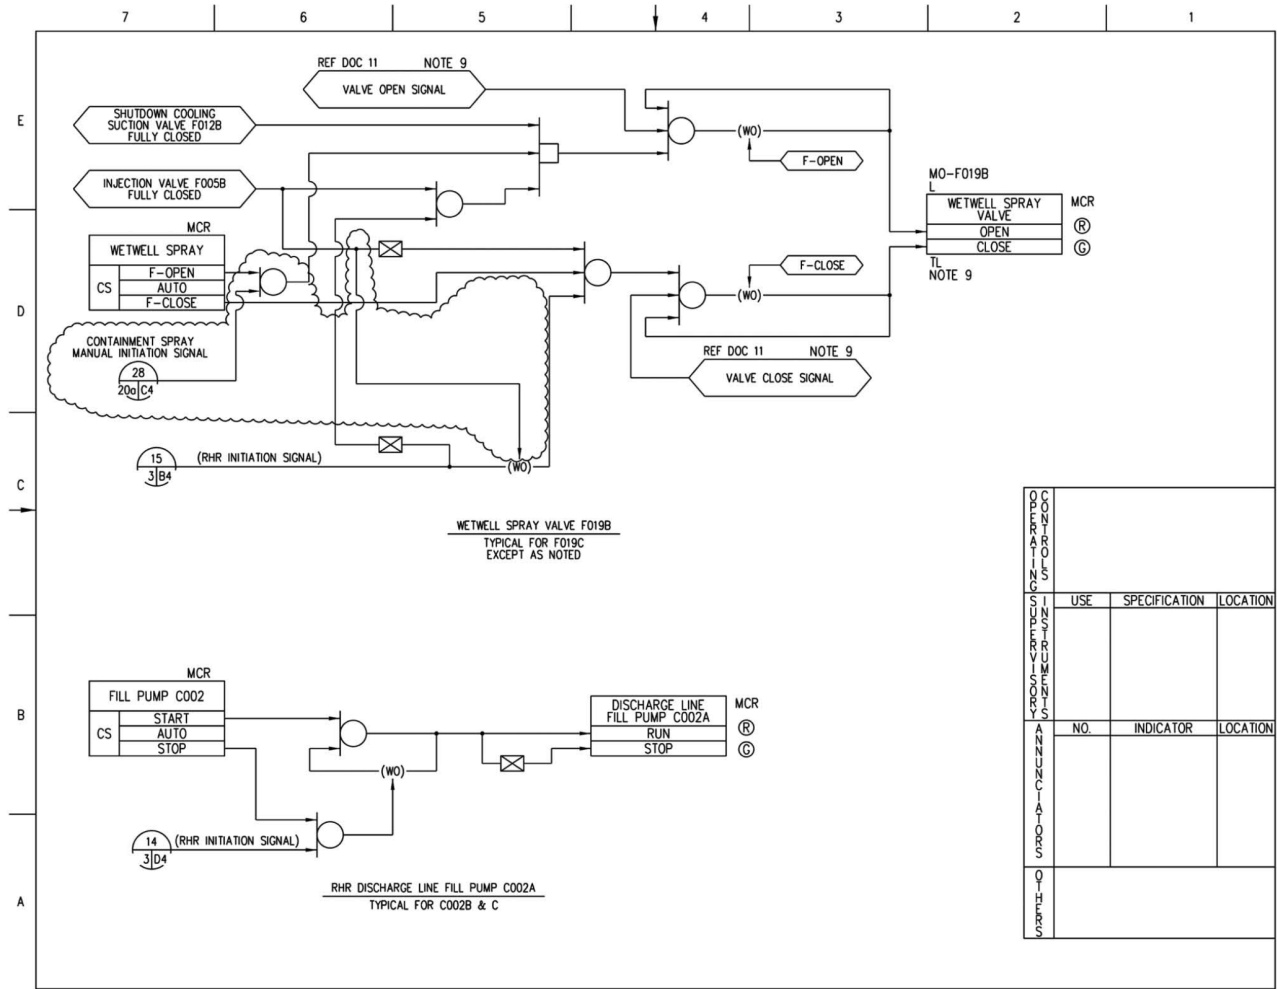 7 6 5 4 3 2 1
E
D
C
B
A
REF DOC 11 NOTE 9
VALVE OPEN SIGNAL
SHUTDOWN COOLING
SUCTION VALVE F012B
FULLY CLOSED
(WO)
F-OPEN
INJECTION VALVE F005B
FULLY CLOSED
MO-F019B
L
WETWELL SPRAY
VALVE
MCR
OPEN
R
CLOSE
G
TL
NOTE 9
MCR
WETWELL SPRAY
CS
F-OPEN
AUTO
F-CLOSE
F-CLOSE
(WO)
CONTAINMENT SPRAY
MANUAL INITIATION SIGNAL
28
20a C4
REF DOC 11 NOTE 9
VALVE CLOSE SIGNAL
15
3 B4
(RHR INITIATION SIGNAL)
(WO)
WETWELL SPRAY VALVE F019B
TYPICAL FOR F019C
EXCEPT AS NOTED
MCR
FILL PUMP C002
CS
START
AUTO
STOP
(WO)
DISCHARGE LINE
FILL PUMP C002A
MCR
RUN
R
STOP
G
14
3 D4
(RHR INITIATION SIGNAL)
RHR DISCHARGE LINE FILL PUMP C002A
TYPICAL FOR C002B & C
OPERATING
CONTROLS
SUPERVISORY
INSTRUMENTS
USE SPECIFICATION LOCATION
ANNUNCIATORS
NO. INDICATOR LOCATION
OTHERS